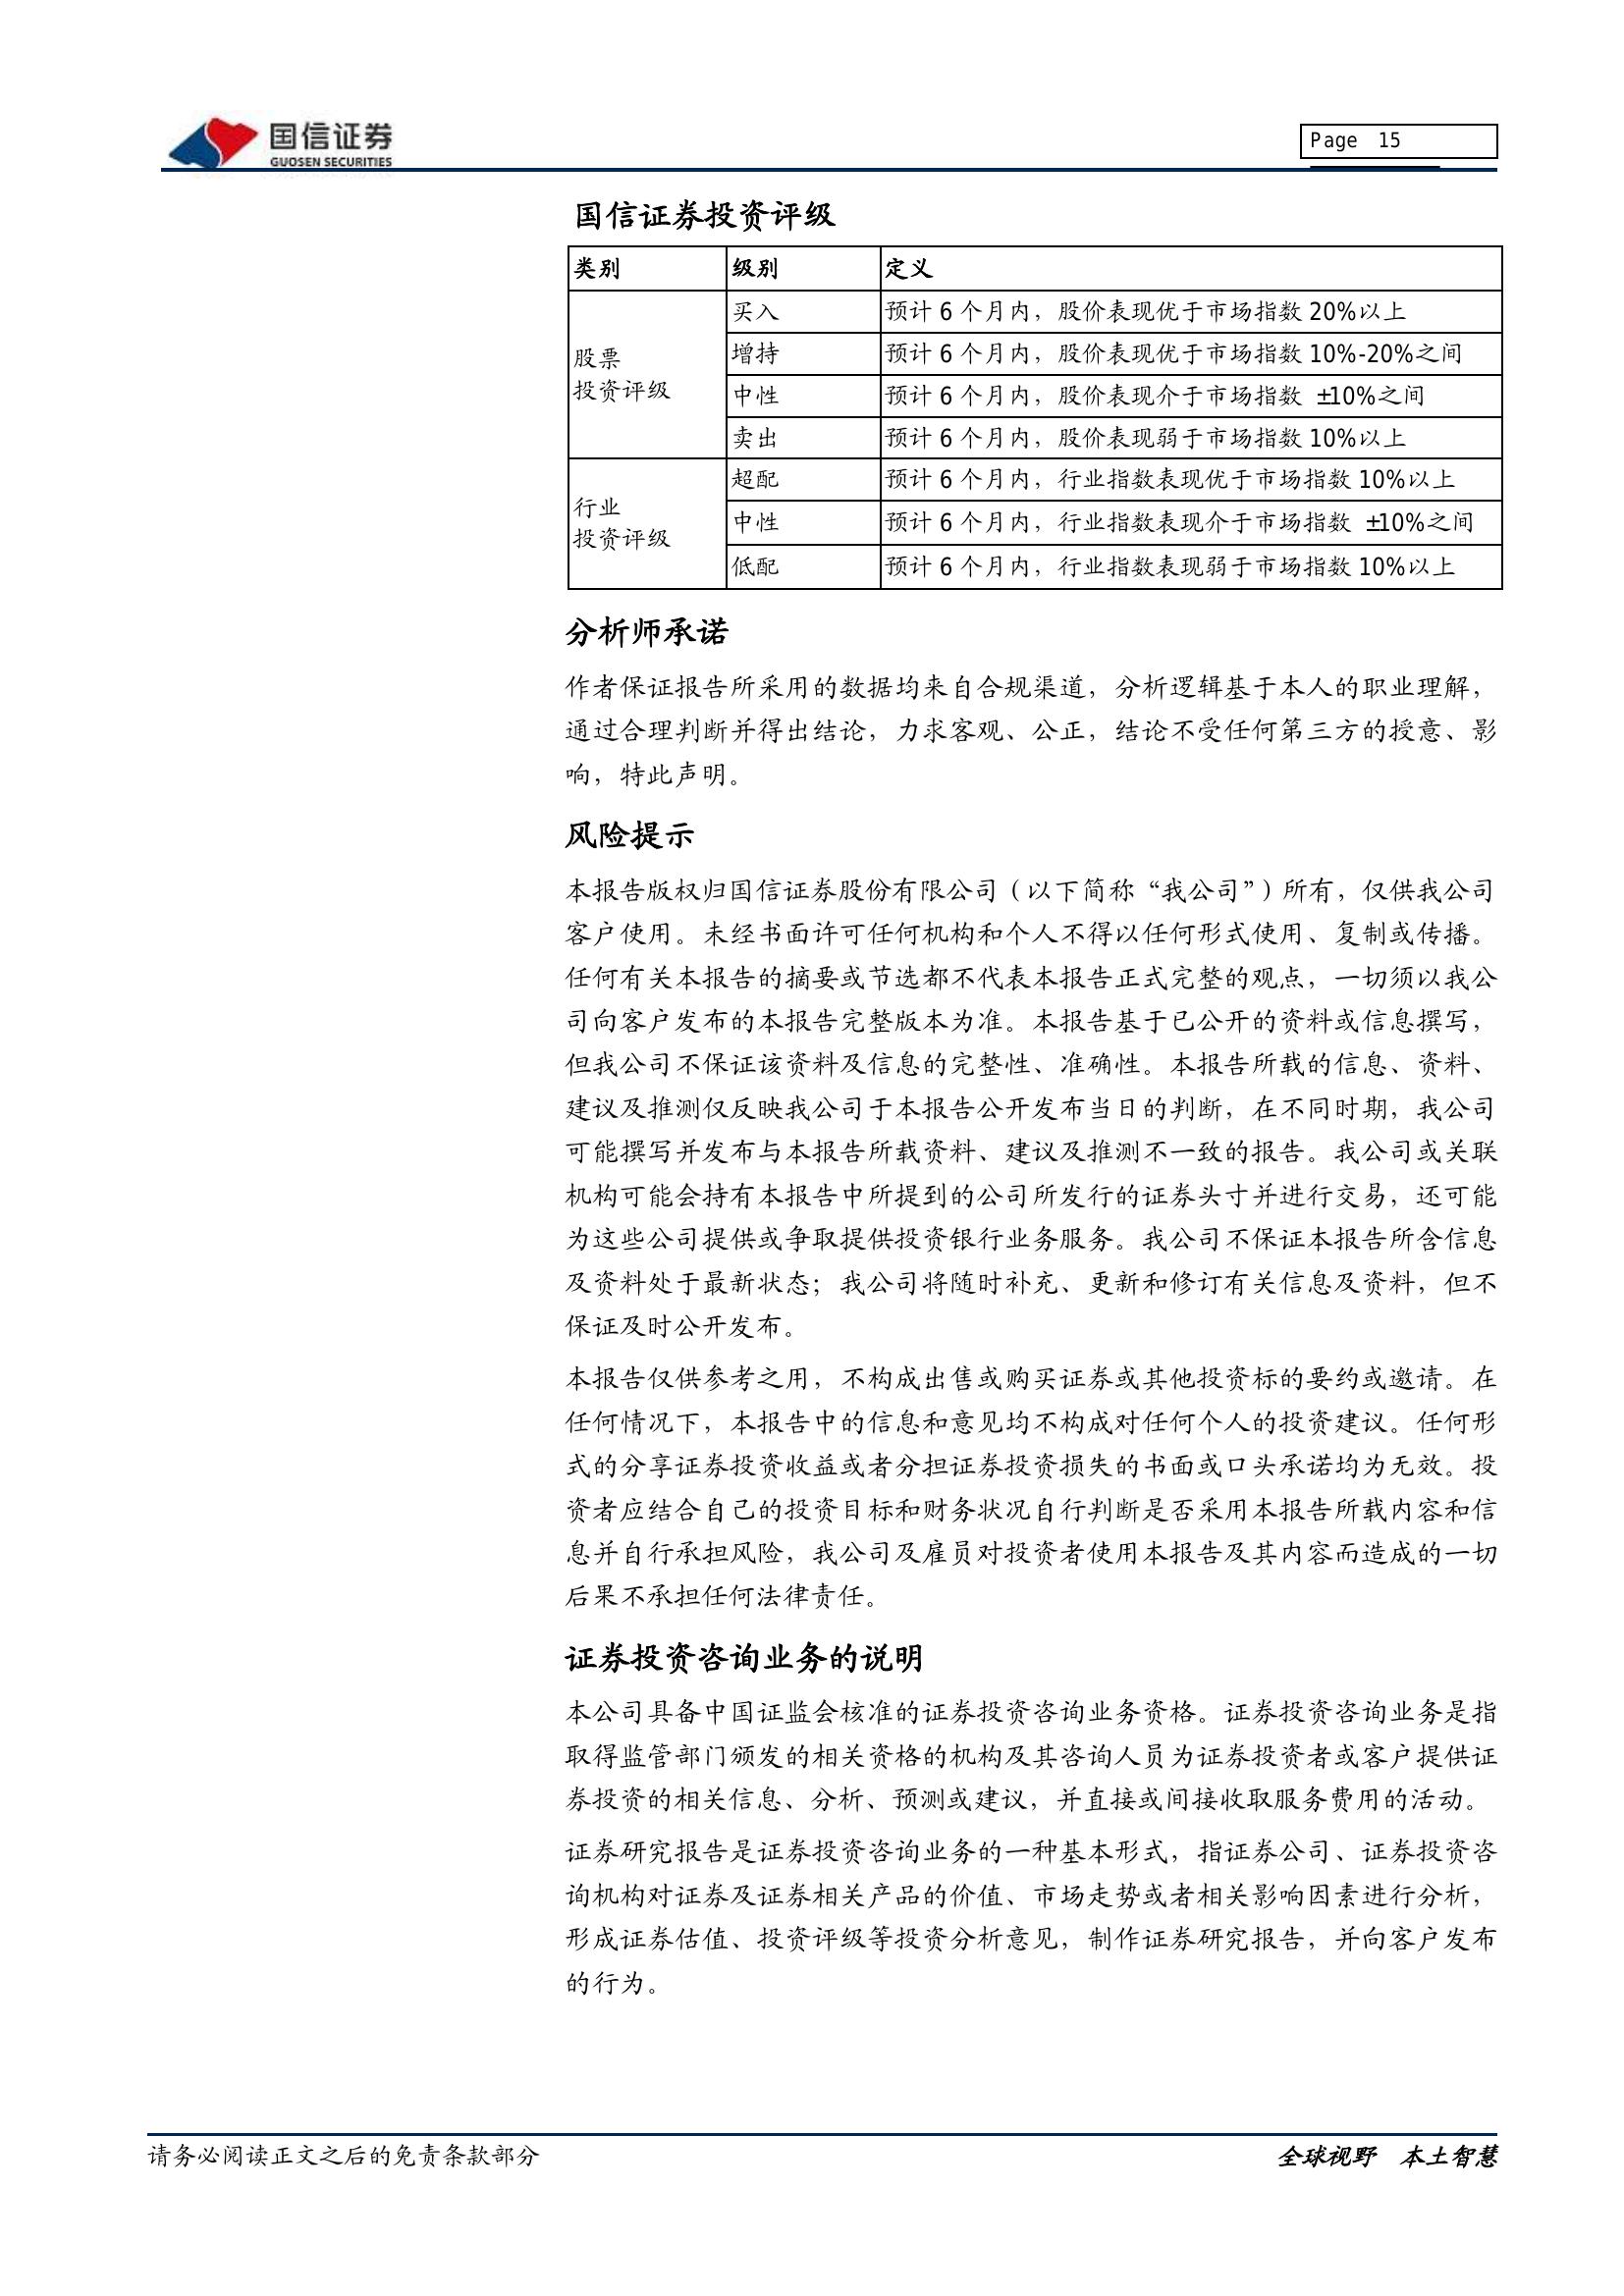 国信证券
GUOSEN SECURITIES
Page 15
国信证券投资评级
类别 级别 定义
股票
投资评级
买入 预计 6 个月内，股价表现优于市场指数 20%以上
增持 预计 6 个月内，股价表现优于市场指数 10%-20%之间
中性 预计 6 个月内，股价表现介于市场指数 ±10%之间
卖出 预计 6 个月内，股价表现弱于市场指数 10%以上
行业
投资评级
超配 预计 6 个月内，行业指数表现优于市场指数 10%以上
中性 预计 6 个月内，行业指数表现介于市场指数 ±10%之间
低配 预计 6 个月内，行业指数表现弱于市场指数 10%以上
分析师承诺
作者保证报告所采用的数据均来自合规渠道，分析逻辑基于本人的职业理解，
通过合理判断并得出结论，力求客观、公正，结论不受任何第三方的授意、影
响，特此声明。
风险提示
本报告版权归国信证券股份有限公司（以下简称“我公司”）所有，仅供我公司
客户使用。未经书面许可任何机构和个人不得以任何形式使用、复制或传播。
任何有关本报告的摘要或节选都不代表本报告正式完整的观点，一切须以我公
司向客户发布的本报告完整版本为准。本报告基于已公开的资料或信息撰写，
但我公司不保证该资料及信息的完整性、准确性。本报告所载的信息、资料、
建议及推测仅反映我公司于本报告公开发布当日的判断，在不同时期，我公司
可能撰写并发布与本报告所载资料、建议及推测不一致的报告。我公司或关联
机构可能会持有本报告中所提到的公司所发行的证券头寸并进行交易，还可能
为这些公司提供或争取提供投资银行业务服务。我公司不保证本报告所含信息
及资料处于最新状态；我公司将随时补充、更新和修订有关信息及资料，但不
保证及时公开发布。
本报告仅供参考之用，不构成出售或购买证券或其他投资标的要约或邀请。在
任何情况下，本报告中的信息和意见均不构成对任何个人的投资建议。任何形
式的分享证券投资收益或者分担证券投资损失的书面或口头承诺均为无效。投
资者应结合自己的投资目标和财务状况自行判断是否采用本报告所载内容和信
息并自行承担风险，我公司及雇员对投资者使用本报告及其内容而造成的一切
后果不承担任何法律责任。
证券投资咨询业务的说明
本公司具备中国证监会核准的证券投资咨询业务资格。证券投资咨询业务是指
取得监管部门颁发的相关资格的机构及其咨询人员为证券投资者或客户提供证
券投资的相关信息、分析、预测或建议，并直接或间接收取服务费用的活动。
证券研究报告是证券投资咨询业务的一种基本形式，指证券公司、证券投资咨
询机构对证券及证券相关产品的价值、市场走势或者相关影响因素进行分析，
形成证券估值、投资评级等投资分析意见，制作证券研究报告，并向客户发布
的行为。
请务必阅读正文之后的免责条款部分
全球视野 本土智慧